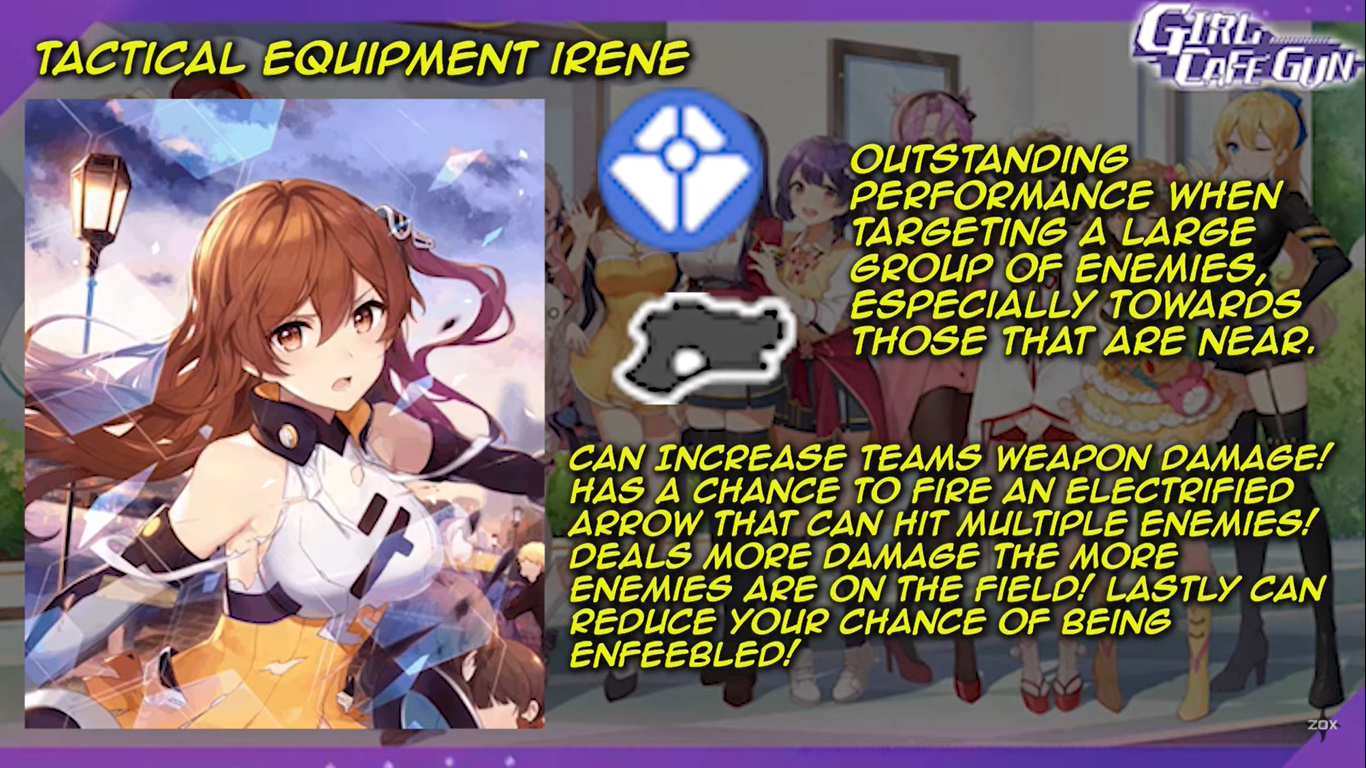 TACTICAL EQUIPMENT IRENE
GIRL
CAFE GUN
OUTSTANDING
PERFORMANCE WHEN
TARGETING A LARGE
GROUP OF ENEMIES,
ESPECIALLY TOWARDS
THOSE THAT ARE NEAR.
CAN INCREASE TEAMS WEAPON DAMAGE!
HAS A CHANCE TO FIRE AN ELECTRIFIED
ARROW THAT CAN HIT MULTIPLE ENEMIES!
DEALS MORE DAMAGE THE MORE
ENEMIES ARE ON THE FIELD! LASTLY CAN
REDUCE YOUR CHANCE OF BEING
ENFEEBLED!
ZOX